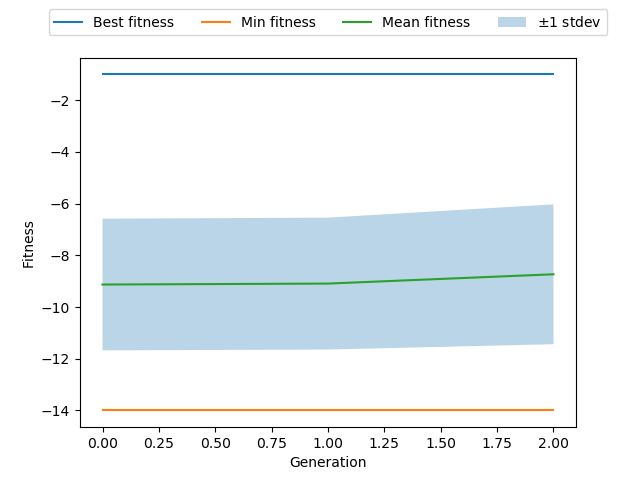 Best fitness Min fitness Mean fitness ±1 stdev
−2
−4
−6
−8
−10
−12
−14
Fitness
0.00 0.25 0.50 0.75 1.00 1.25 1.50 1.75 2.00
Generation